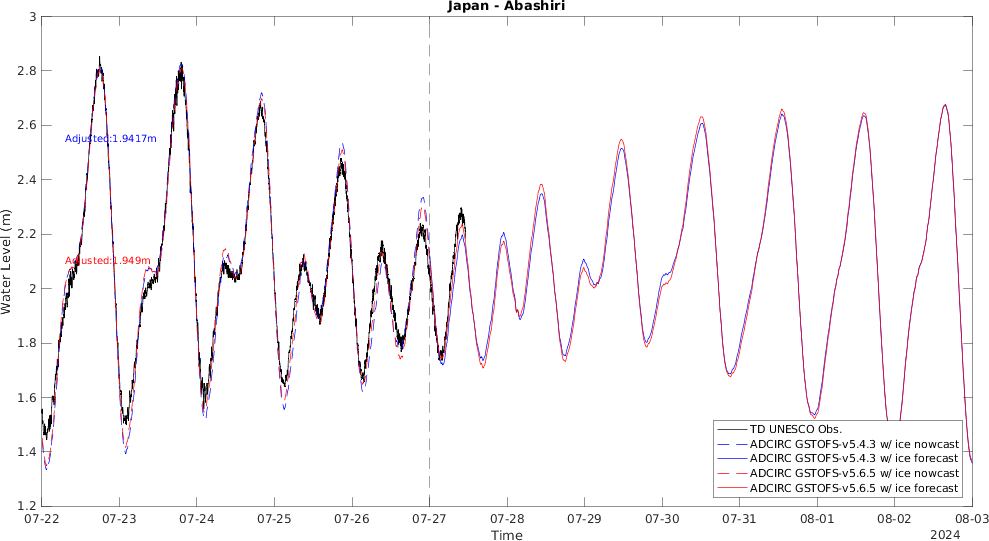 Japan - Abashiri
3
2.8
2.6
2.4
2.2
2
1.8
1.6
1.4
1.2
Water Level (m)
Adjusted:1.9417m
Adjusted:1.949m
TD UNESCO Obs.
ADCIRC GSTOFS-v5.4.3 w/ ice nowcast
ADCIRC GSTOFS-v5.4.3 w/ ice forecast
ADCIRC GSTOFS-v5.6.5 w/ ice nowcast
ADCIRC GSTOFS-v5.6.5 w/ ice forecast
07-22 07-23 07-24 07-25 07-26 07-27 07-28 07-29 07-30 07-31 08-01 08-02 08-03
Time
2024